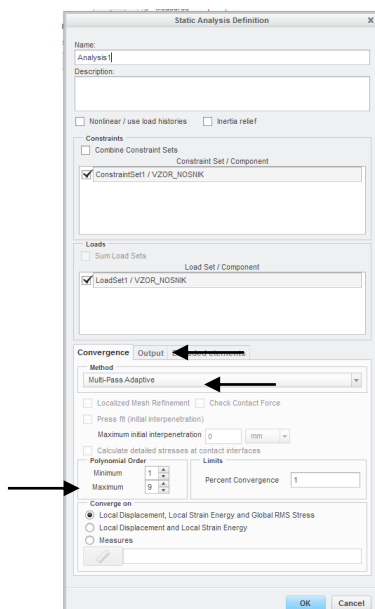 Static Analysis Definition X
Name:
Analysis1
Description:
Nonlinear / use load histories Inertia relief
Constraints
Combine Constraint Sets
Constraint Set / Component
ConstraintSet1 / VZOR_NOSNIK
Loads
Sum Load Sets
Load Set / Component
LoadSet1 / VZOR_NOSNIK
Convergence Output elements
Method
Multi-Pass Adaptive
Localized Mesh Refinement Check Contact Force
Press fit (initial interpenetration)
Maximum initial interpenetration 0 mm
Calculate detailed stresses at contact interfaces
Polynomial Order Limits
Minimum 1
Percent Convergence 1
Maximum 9
Converge on
Local Displacement, Local Strain Energy and Global RMS Stress
Local Displacement and Local Strain Energy
Measures
OK Cancel